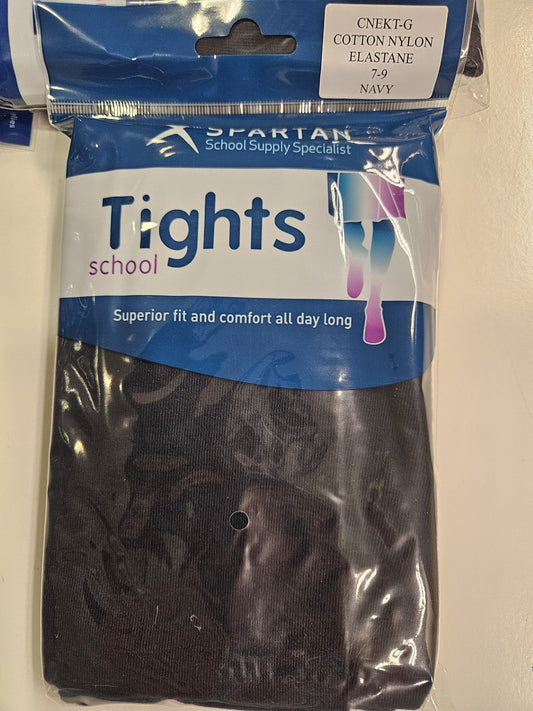 CNEKT-G
COTTON NYLON
ELASTANE
7-9
NAVY
SPARTAN
School Supply Specialist
Tights
school
Superior fit and comfort all day long